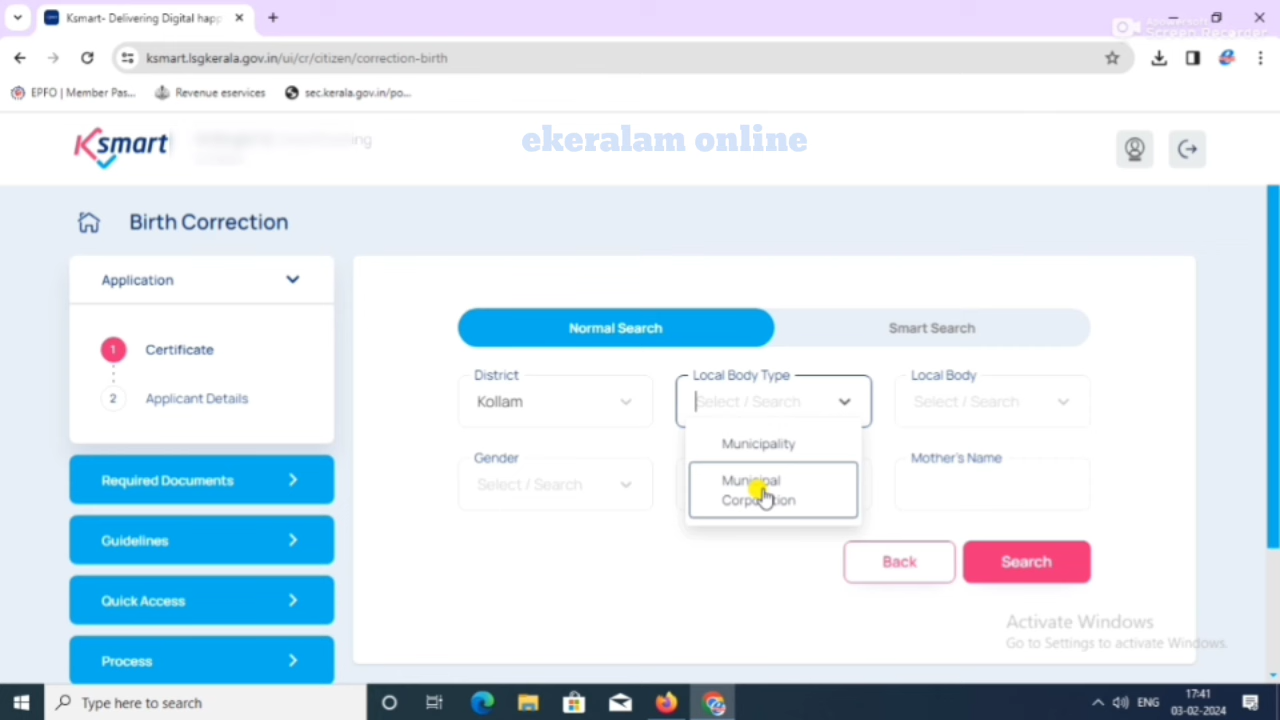 Ksmart- Delivering Digital happ
Apowersoft
Screen Recorder
ksmart.lsgkerala.gov.in/ui/cr/citizen/correction-birth
EPFO | Member Pas...
Revenue eservices
sec.kerala.gov.in/po...
Ksmart
ekeralam online
Birth Correction
Application
1
Certificate
2
Applicant Details
Required Documents
Guidelines
Quick Access
Process
Normal Search
Smart Search
District
Kollam
Local Body Type
Select / Search
Local Body
Select / Search
Municipality
Municipal
Corporation
Gender
Select / Search
Mother's Name
Back
Search
Activate Windows
Go to Settings to activate Windows.
Type here to search
ENG
17:41
03-02-2024